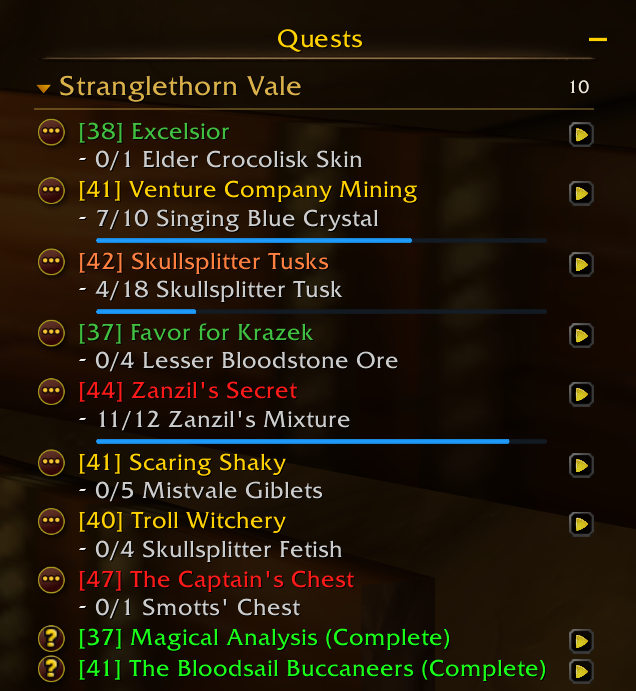 Quests
Stranglethorn Vale 10
[38] Excelsior
- 0/1 Elder Crocolisk Skin
[41] Venture Company Mining
- 7/10 Singing Blue Crystal
[42] Skullsplitter Tusks
- 4/18 Skullsplitter Tusk
[37] Favor for Krazek
- 0/4 Lesser Bloodstone Ore
[44] Zanzil's Secret
- 11/12 Zanzil's Mixture
[41] Scaring Shaky
- 0/5 Mistvale Giblets
[40] Troll Witchery
- 0/4 Skullsplitter Fetish
[47] The Captain's Chest
- 0/1 Smotts' Chest
? [37] Magical Analysis (Complete)
? [41] The Bloodsail Buccaneers (Complete)